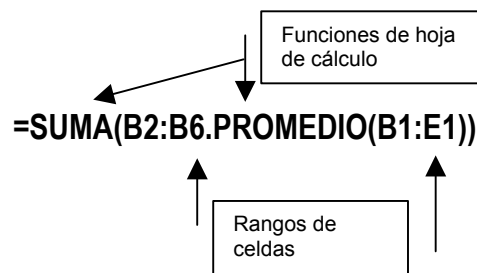 Funciones de hoja
de cálculo
=SUMA(B2:B6.PROMEDIO(B1:E1))
Rangos de
celdas